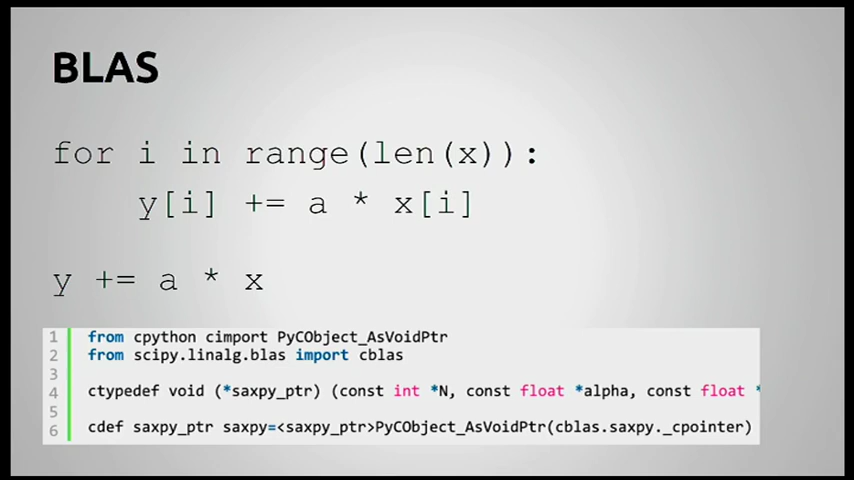 BLAS
for i in range(len(x)):
    y[i] += a * x[i]
y += a * x
1 from cpython cimport PyCObject_AsVoidPtr
2 from scipy.linalg.blas import cblas
3
4 ctypedef void (*saxpy_ptr) (const int *N, const float *alpha, const float *
5
6 cdef saxpy_ptr saxpy=<saxpy_ptr>PyCObject_AsVoidPtr(cblas.saxpy._cpointer)